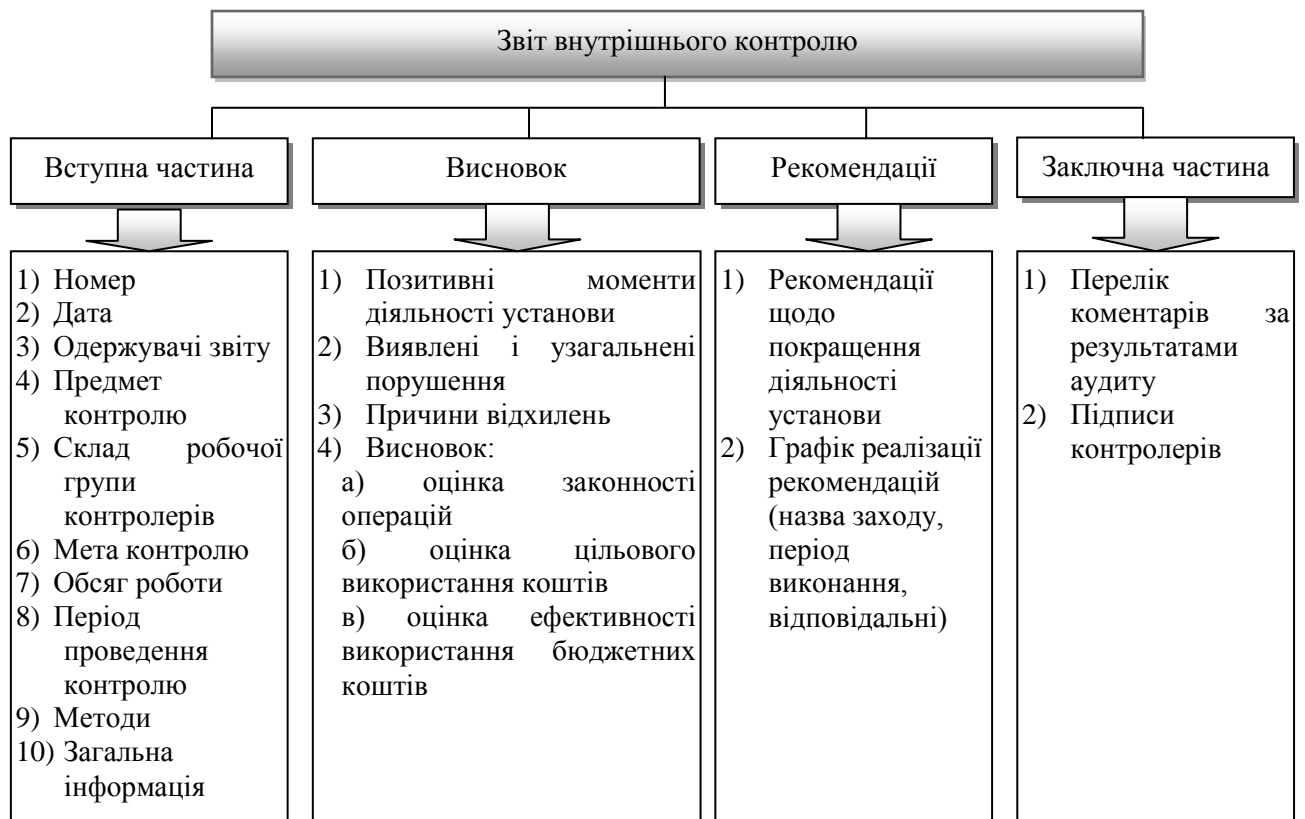 Звіт внутрішнього контролю
Вступна частина
Висновок
Рекомендації
Заключна частина
1) Номер
2) Дата
3) Одержувачі звіту
4) Предмет
контролю
5) Склад робочої
групи
контролерів
6) Мета контролю
7) Обсяг роботи
8) Період
проведення
контролю
9) Методи
10) Загальна
інформація
1) Позитивні моменти
діяльності установи
2) Виявлені і узагальнені
порушення
3) Причини відхилень
4) Висновок:
а) оцінка законності
операцій
б) оцінка цільового
використання коштів
в) оцінка ефективності
використання бюджетних
коштів
1) Рекомендації
щодо
покращення
діяльності
установи
2) Графік реалізації
рекомендацій
(назва заходу,
період
виконання,
відповідальні)
1) Перелік
коментарів за
результатами
аудиту
2) Підписи
контролерів